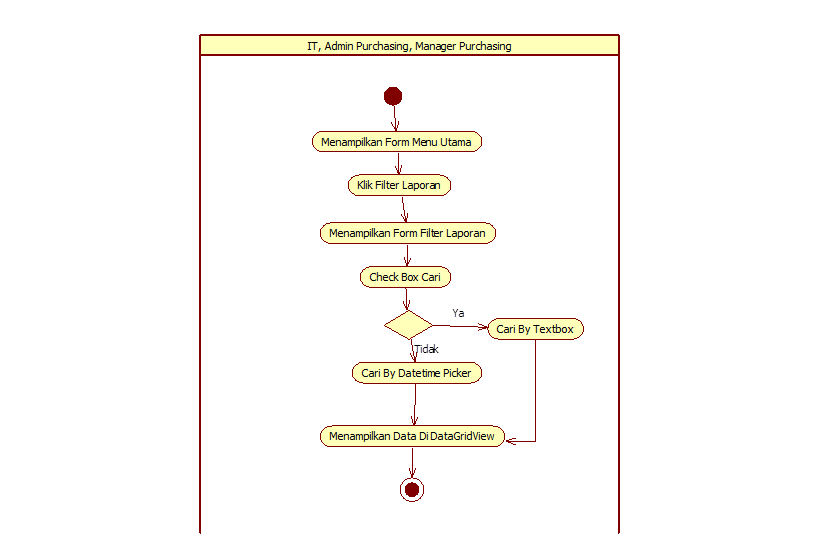 IT, Admin Purchasing, Manager Purchasing
Menampilkan Form Menu Utama
Klik Filter Laporan
Menampilkan Form Filter Laporan
Check Box Cari
Ya
Cari By Textbox
Tidak
Cari By Datetime Picker
Menampilkan Data Di DataGridView